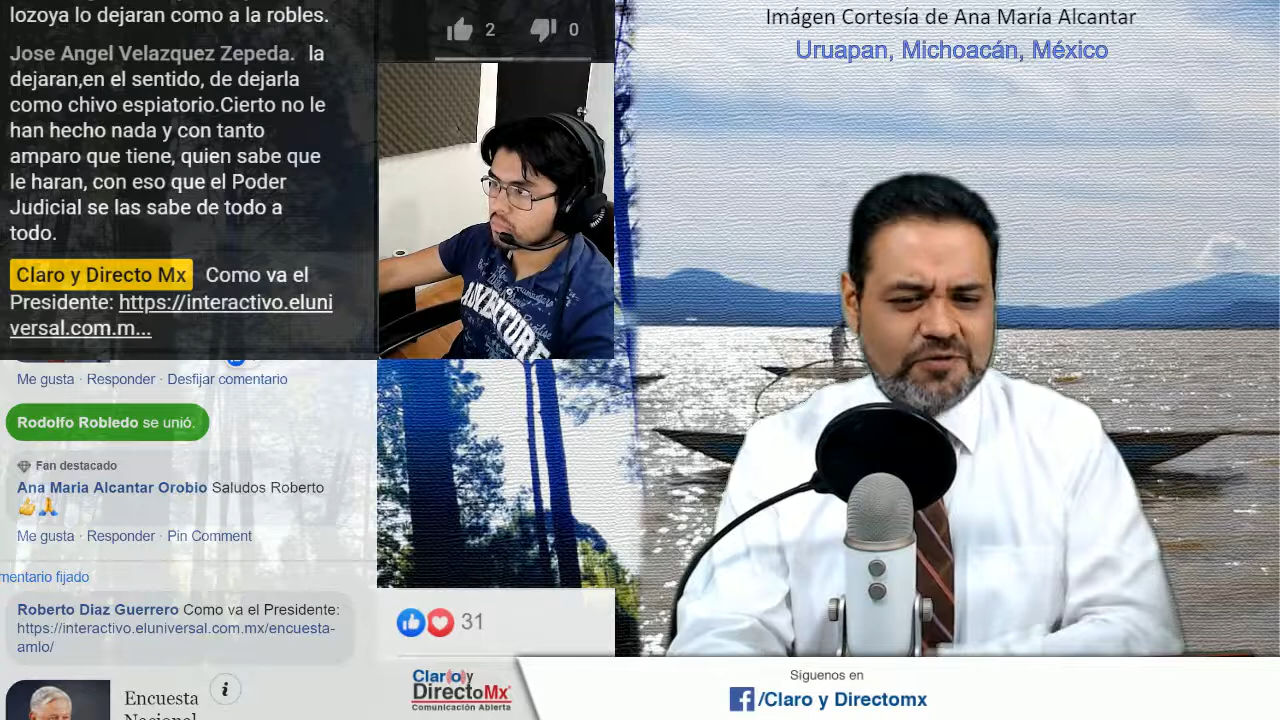 lozoya lo dejaran como a la robles.
Jose Angel Velazquez Zepeda. la
dejaran,en el sentido, de dejarla
como chivo espiatorio.Cierto no le
han hecho nada y con tanto
amparo que tiene, quien sabe que
le haran, con eso que el Poder
Judicial se las sabe de todo a
todo.
Claro y Directo Mx Como va el
Presidente: https://interactivo.eluni
versal.com.m...
2 0
Imágen Cortesía de Ana María Alcantar
Uruapan, Michoacán, México
ADVENTURE
Me gusta · Responder · Desfijar comentario
Rodolfo Robledo se unió.
Fan destacado
Ana Maria Alcantar Orobio Saludos Roberto
👍🙏
Me gusta · Responder · Pin Comment
mentario fijado
Roberto Diaz Guerrero Como va el Presidente:
https://interactivo.eluniversal.com.mx/encuesta-
amlo/
Encuesta i
Nacional
31
Claro y
DirectoMx
Comunicación Abierta
Síguenos en
/Claro y Directomx